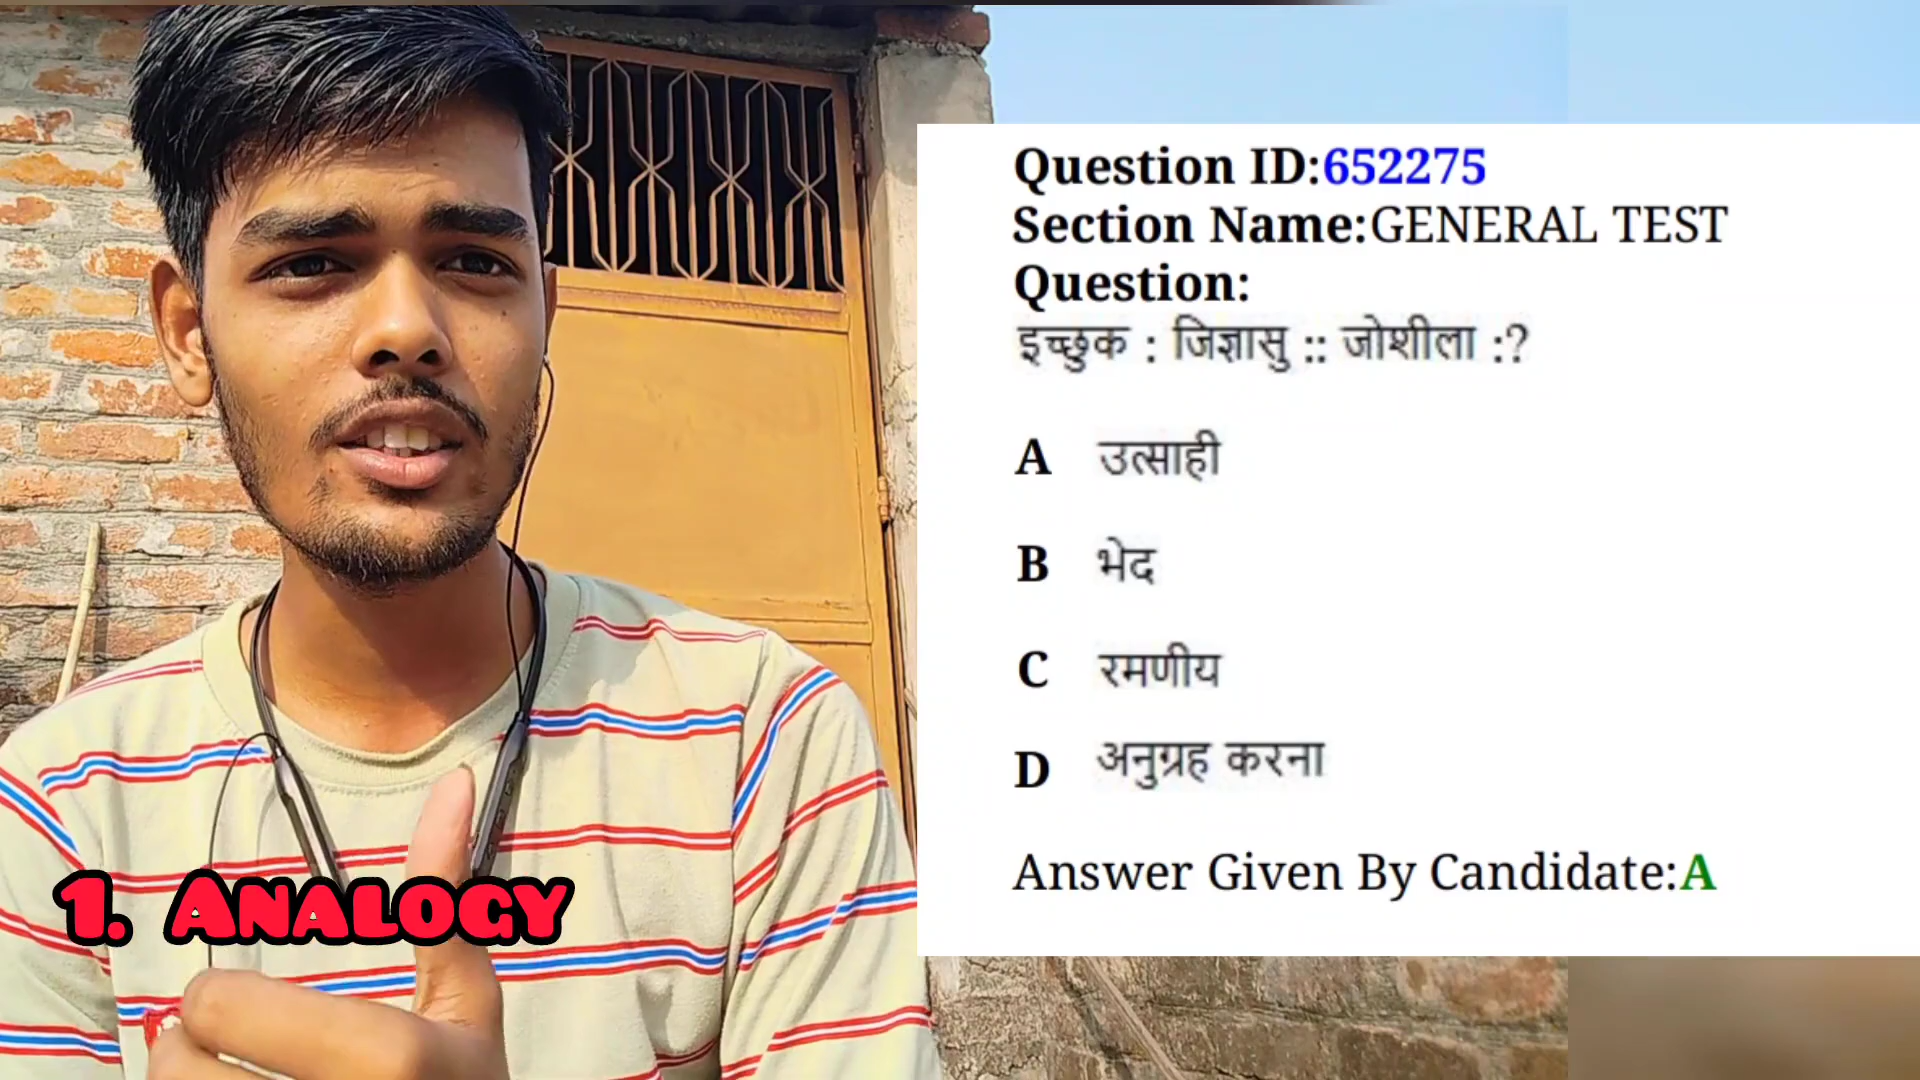 Question ID:652275
Section Name:GENERAL TEST
Question:
इच्छुक : जिज्ञासु :: जोशीला :?
A उत्साही
B भेद
C रमणीय
D अनुग्रह करना
Answer Given By Candidate:A
1. ANALOGY